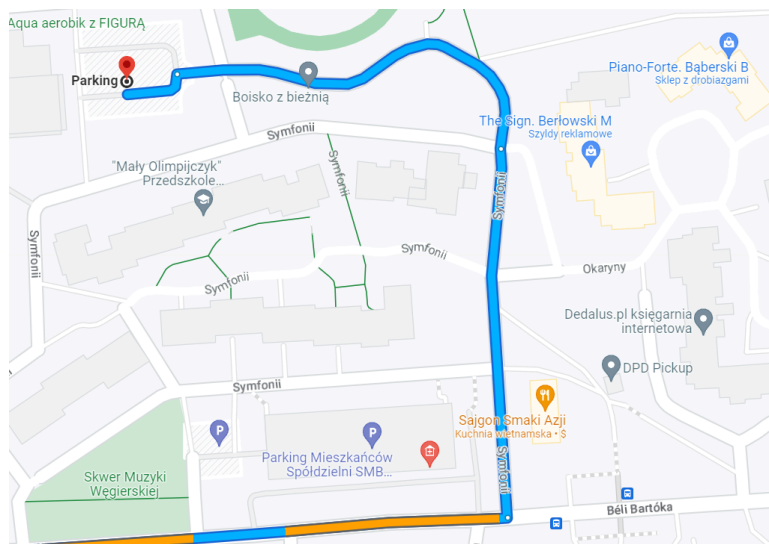 Aqua aerobik z FIGURĄ
Parking
Boisko z bieżnią
Piano-Forte. Bąberski B
Sklep z drobiazgami
The Sign. Berłowski M
Szyldy reklamowe
Symfonii
"Mały Olimpijczyk"
Przedszkole...
Symfonii
Symfonii
Symfonii
Symfonii
Symfonii
Okaryny
Dedalus.pl księgarnia
internetowa
DPD Pickup
Symfonii
Sajgon Smaki Azji
Kuchnia wietnamska • $
P
P
Parking Mieszkańców
Spółdzielni SMB...
Symfonii
Skwer Muzyki
Węgierskiej
Béli Bartóka